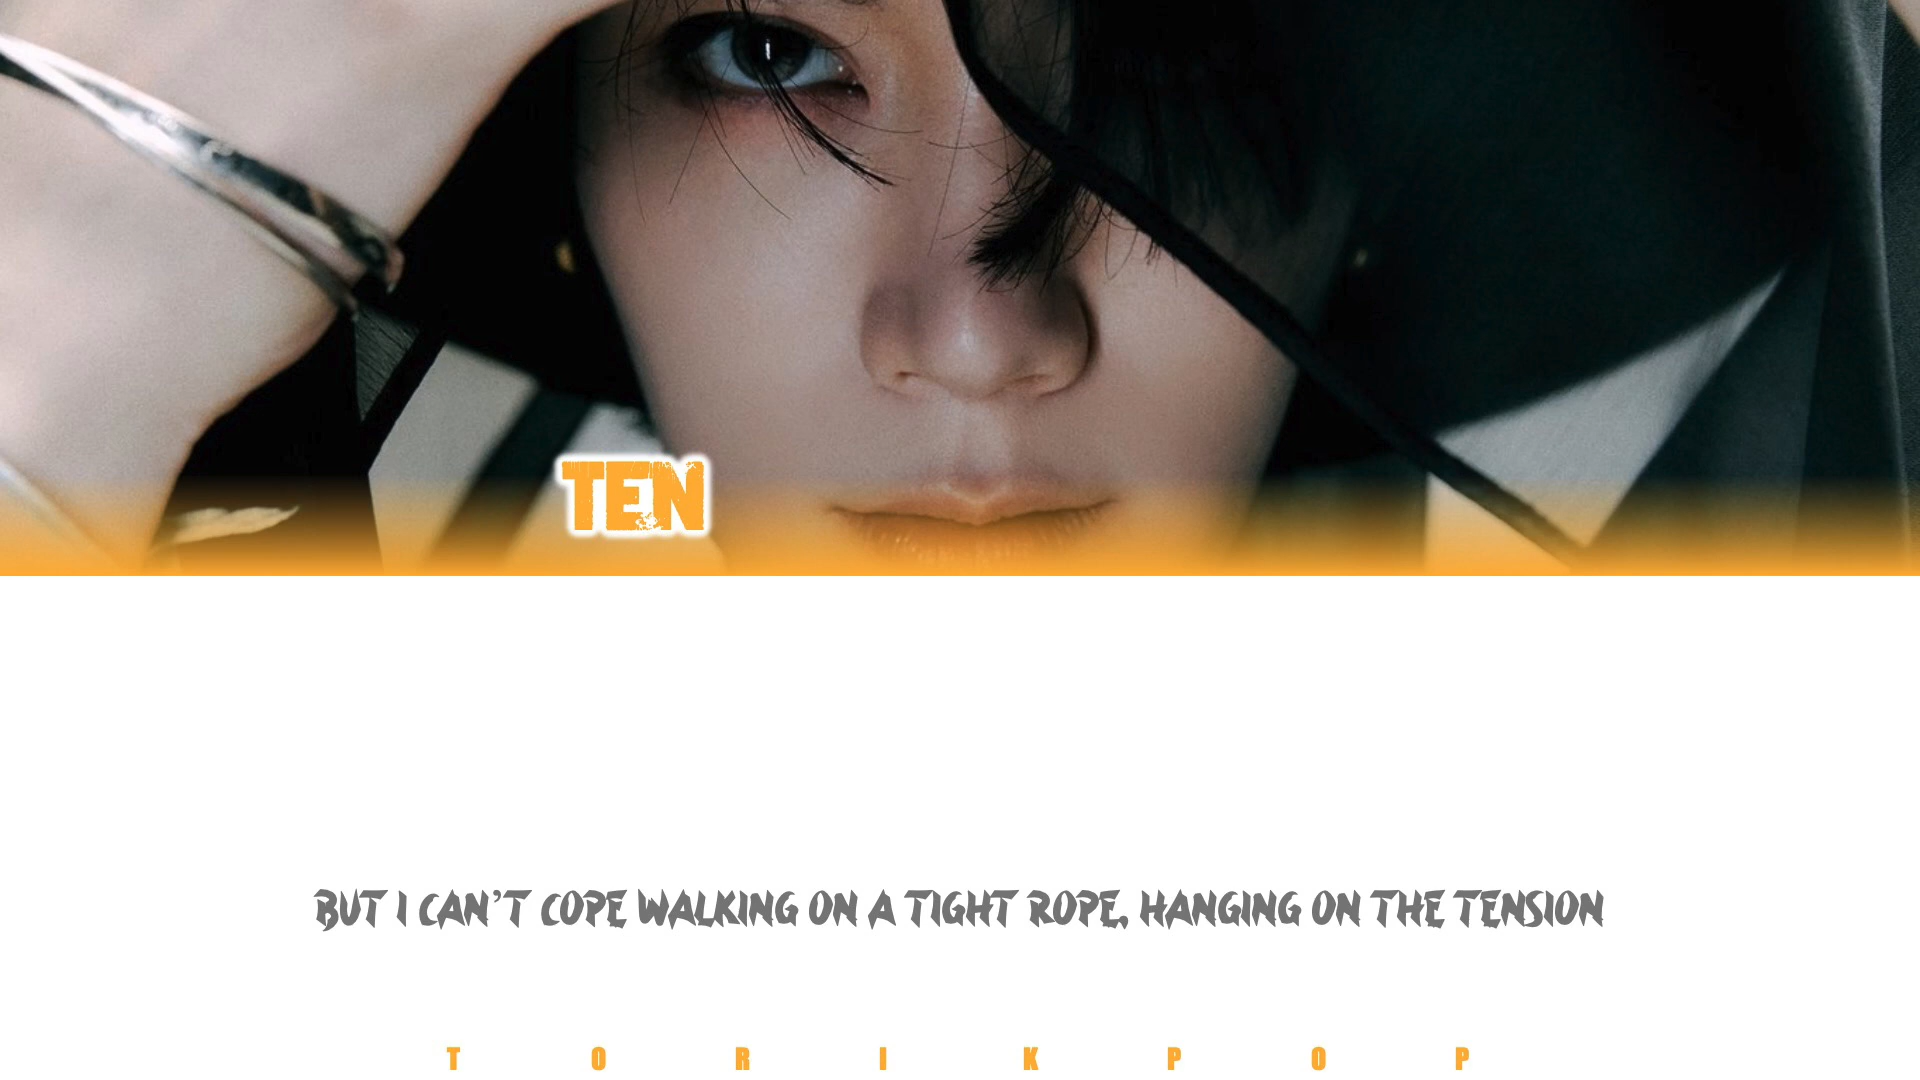 TEN
BUT I CAN'T COPE WALKING ON A TIGHT ROPE, HANGING ON THE TENSION
T O R I K P O P